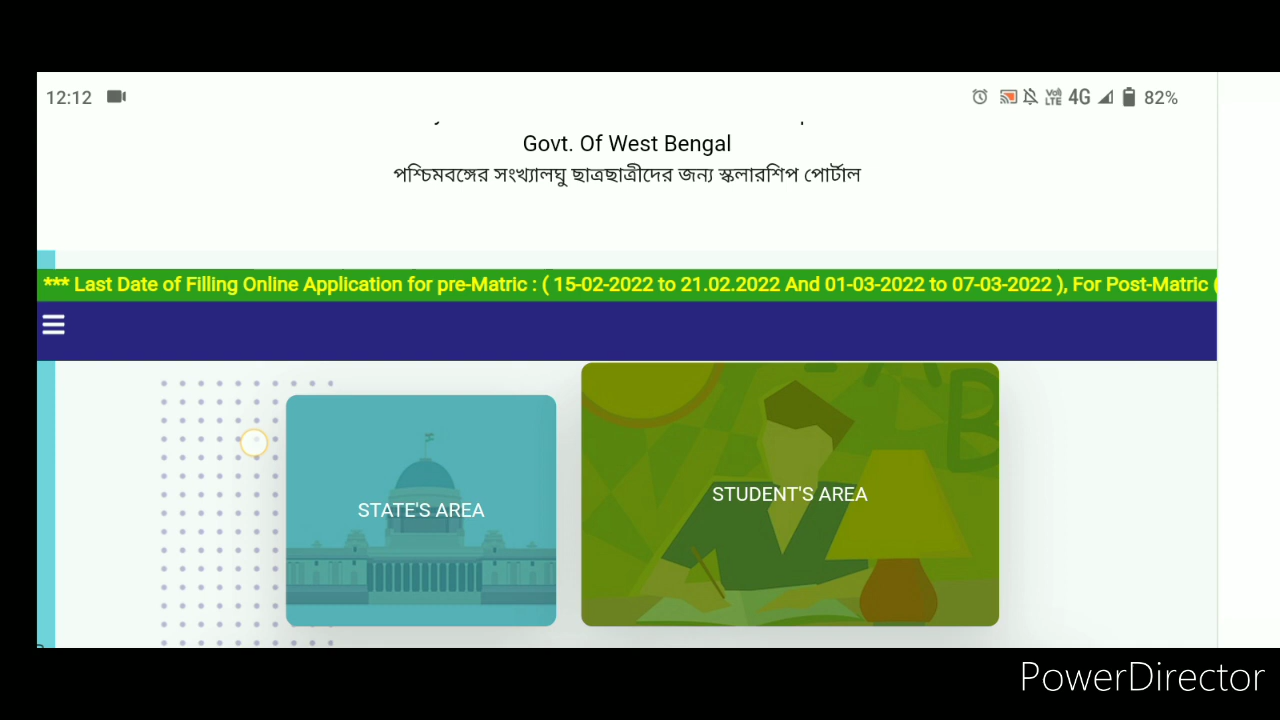 12:12
Vo) LTE 4G 82%
Govt. Of West Bengal
পশ্চিমবঙ্গের সংখ্যালঘু ছাত্রছাত্রীদের জন্য স্কলারশিপ পোর্টাল
*** Last Date of Filling Online Application for pre-Matric : ( 15-02-2022 to 21.02.2022 And 01-03-2022 to 07-03-2022 ), For Post-Matric (
STATE'S AREA
STUDENT'S AREA
PowerDirector